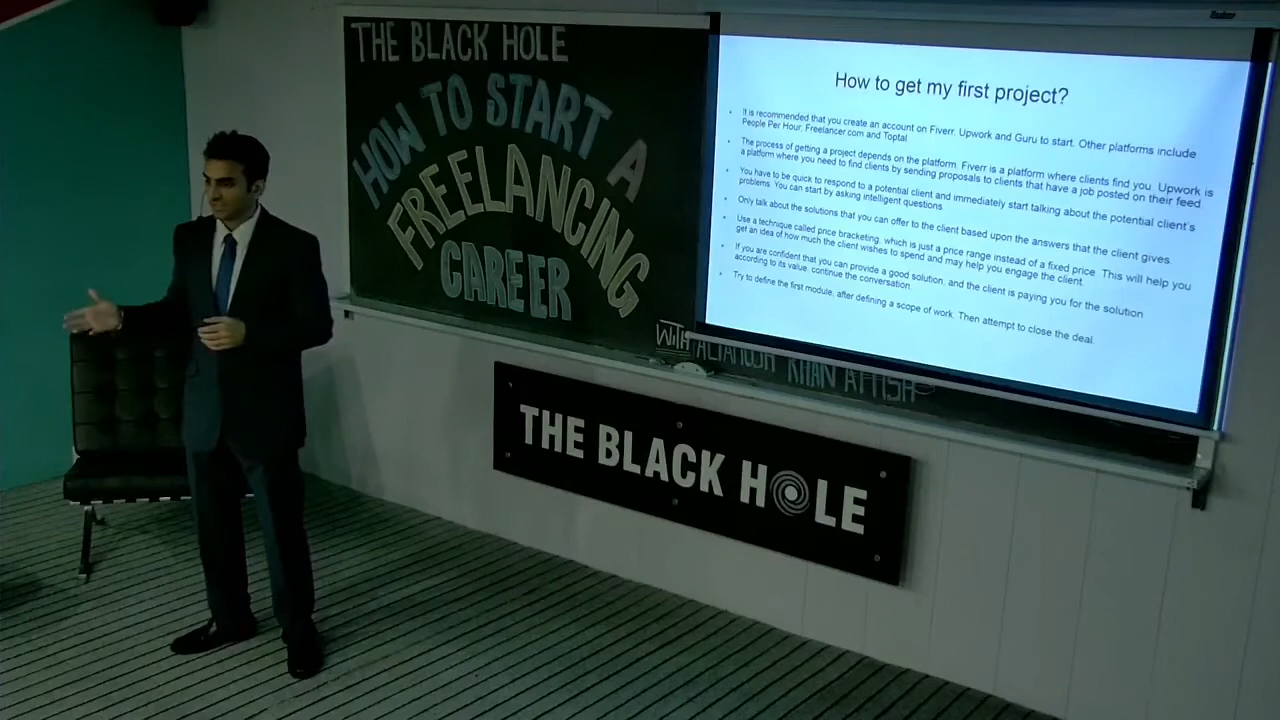 THE BLACK HOLE
HOW TO START A
FREELANCING
CAREER
WITH
KHAN ATTISH
How to get my first project?
• It is recommended that you create an account on Fiverr, Upwork and Guru to start. Other platforms include
People Per Hour, Freelancer.com and Toptal
• The process of getting a project depends on the platform. Fiverr is a platform where clients find you. Upwork is
a platform where you need to find clients by sending proposals to clients that have a job posted on their feed
• You have to be quick to respond to a potential client and immediately start talking about the potential client's
problems. You can start by asking intelligent questions
• Only talk about the solutions that you can offer to the client based upon the answers that the client gives.
• Use a technique called price bracketing, which is just a price range instead of a fixed price. This will help you
get an idea of how much the client wishes to spend and may help you engage the client.
• If you are confident that you can provide a good solution, and the client is paying you for the solution
according to its value, continue the conversation.
• Try to define the first module, after defining a scope of work. Then attempt to close the deal.
THE BLACK HOLE